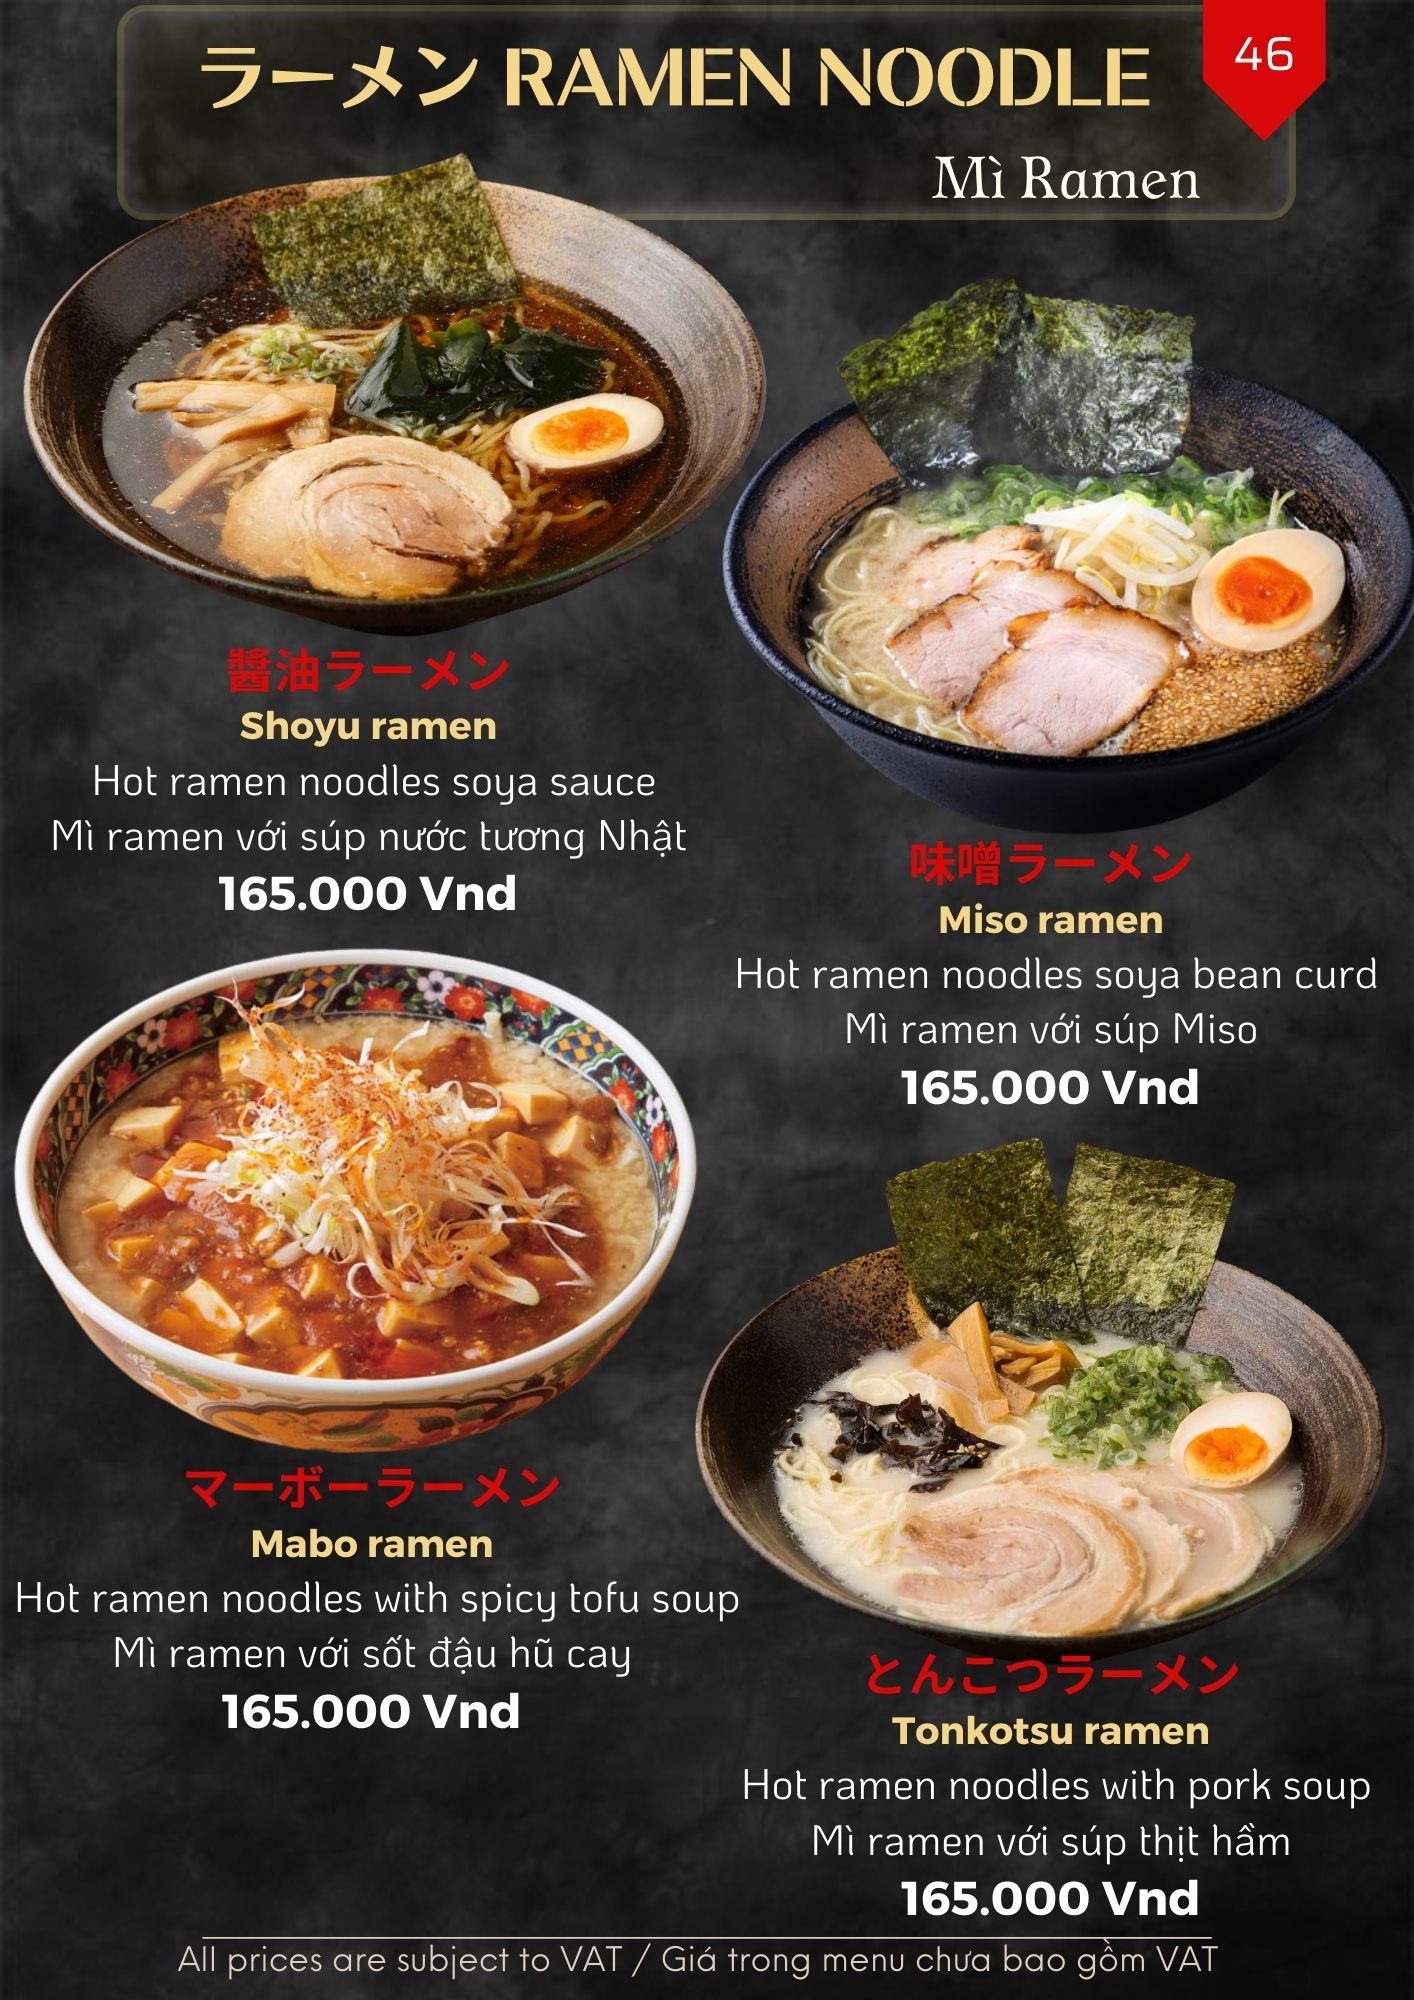 ラーメン RAMEN NOODLE
46
Mì Ramen
醤油ラーメン
Shoyu ramen
Hot ramen noodles soya sauce
Mì ramen với súp nước tương Nhật
165.000 Vnd
味噌ラーメン
Miso ramen
Hot ramen noodles soya bean curd
Mì ramen với súp Miso
165.000 Vnd
マーボーラーメン
Mabo ramen
Hot ramen noodles with spicy tofu soup
Mì ramen với sốt đậu hũ cay
165.000 Vnd
とんこつラーメン
Tonkotsu ramen
Hot ramen noodles with pork soup
Mì ramen với súp thịt hầm
165.000 Vnd
All prices are subject to VAT / Giá trong menu chưa bao gồm VAT